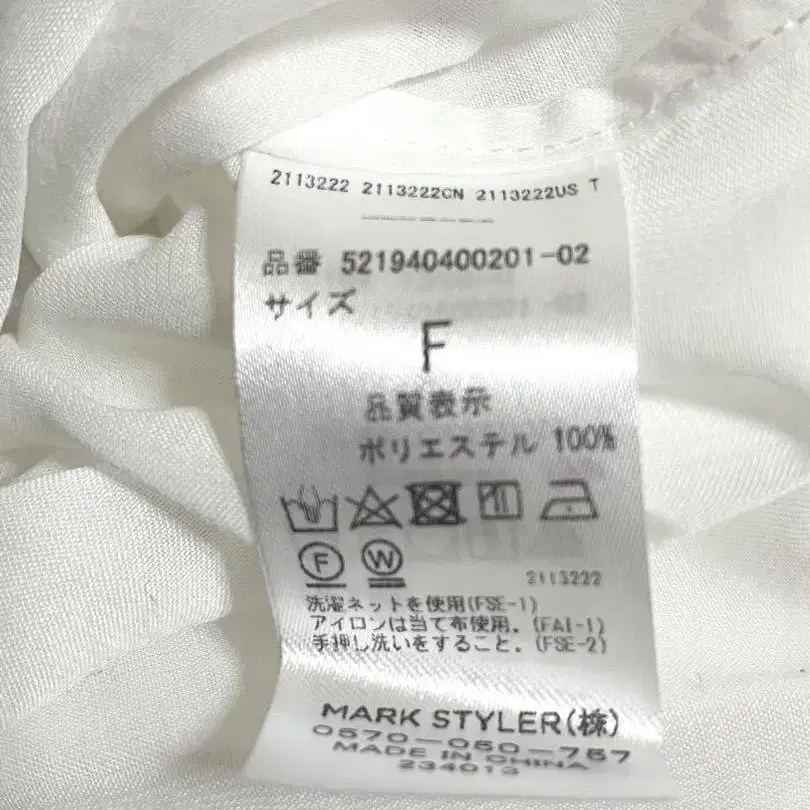 2113222 2113222CN 2113222US T
品番 521940400201-02
サイズ
F
品質表示
ポリエステル 100%
F W
2113222
洗濯ネットを使用(FSE-1)
アイロンは当て布使用。(FAI-1)
手押し洗いをすること。(FSE-2)
MARK STYLER(株)
0570-050-757
MADE IN CHINA
234013